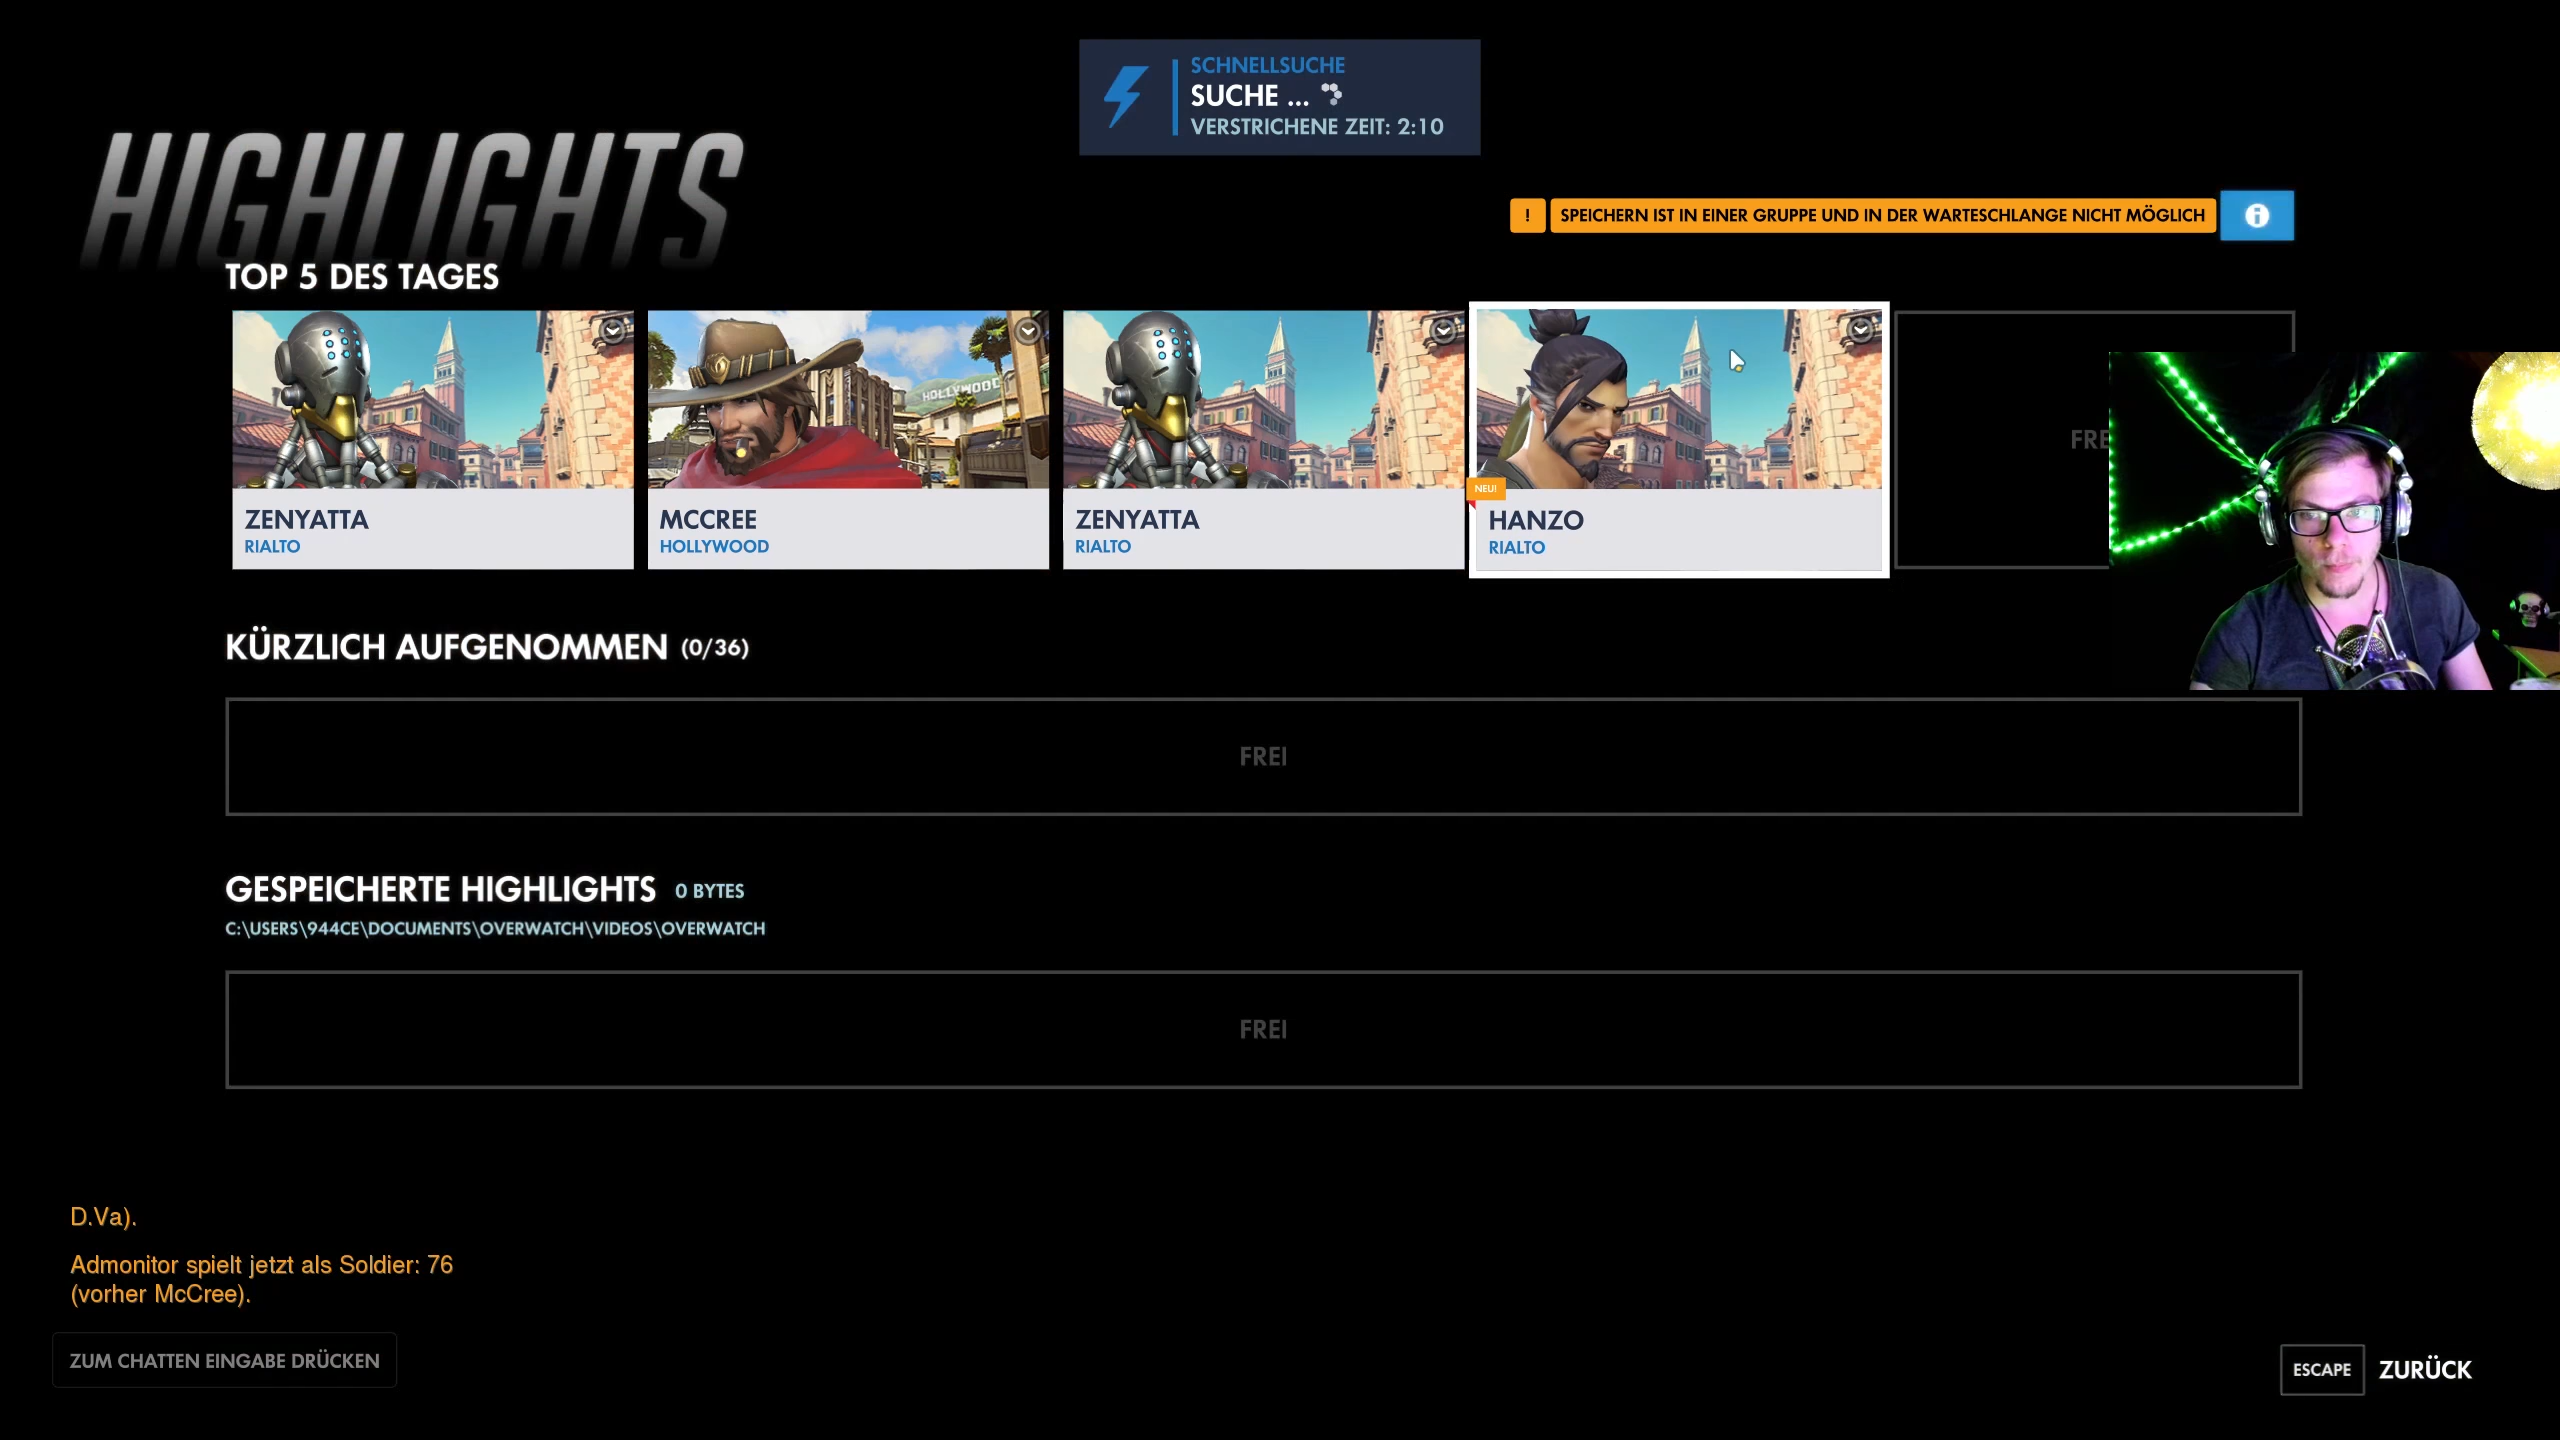 SCHNELLSUCHE
SUCHE ...
VERSTRICHENE ZEIT: 2:10
HIGHLIGHTS
! SPEICHERN IST IN EINER GRUPPE UND IN DER WARTESCHLANGE NICHT MÖGLICH
TOP 5 DES TAGES
HOLLYWOOD
FRE
NEU!
ZENYATTA
RIALTO
MCCREE
HOLLYWOOD
ZENYATTA
RIALTO
HANZO
RIALTO
KÜRZLICH AUFGENOMMEN (0/36)
FREI
GESPEICHERTE HIGHLIGHTS 0 BYTES
C:\USERS\944CE\DOCUMENTS\OVERWATCH\VIDEOS\OVERWATCH
FREI
D.Va).
Admonitor spielt jetzt als Soldier: 76
(vorher McCree).
ZUM CHATTEN EINGABE DRÜCKEN
ESCAPE ZURÜCK